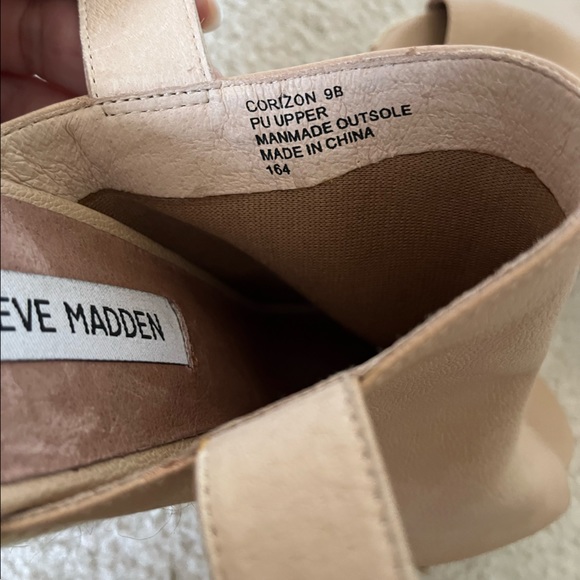 CORIZON 9B
PU UPPER
MANMADE OUTSOLE
MADE IN CHINA
164
EVE MADDEN